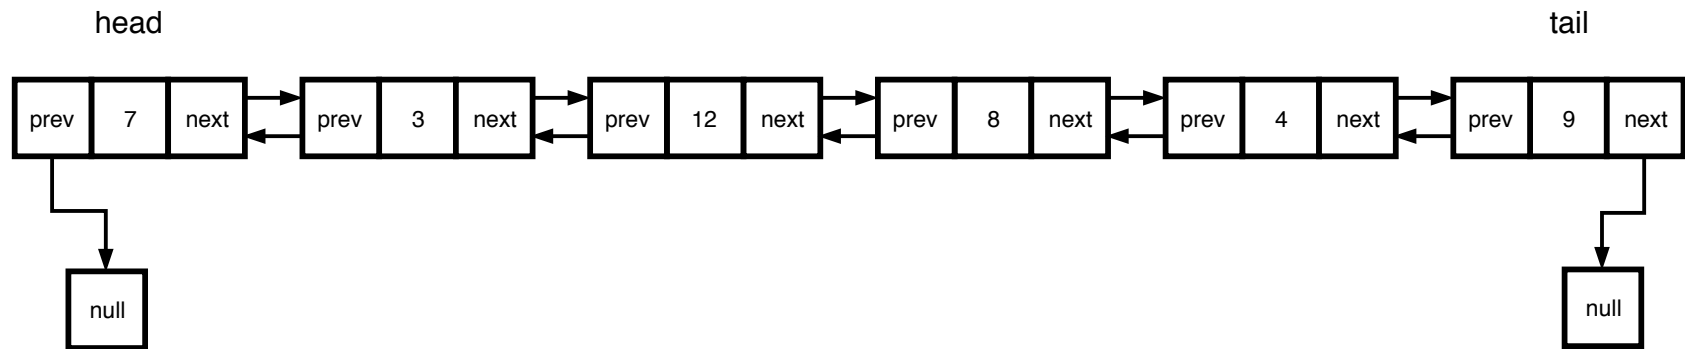 head tail
prev 7 next prev 3 next prev 12 next prev 8 next prev 4 next prev 9 next
null null